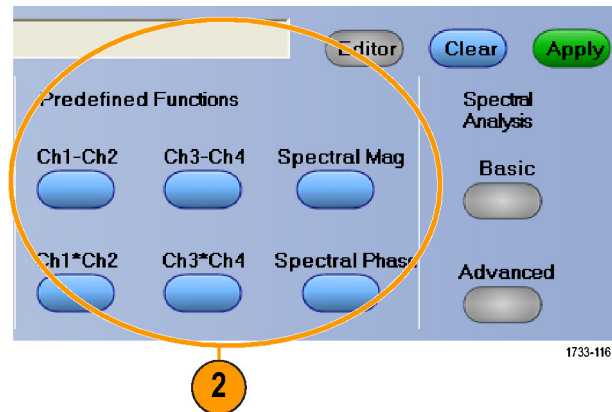 Editor Clear Apply
Predefined Functions
Spectral
Analysis
Ch1-Ch2 Ch3-Ch4 Spectral Mag
Basic
Ch1*Ch2 Ch3*Ch4 Spectral Phase
Advanced
1733-116
2